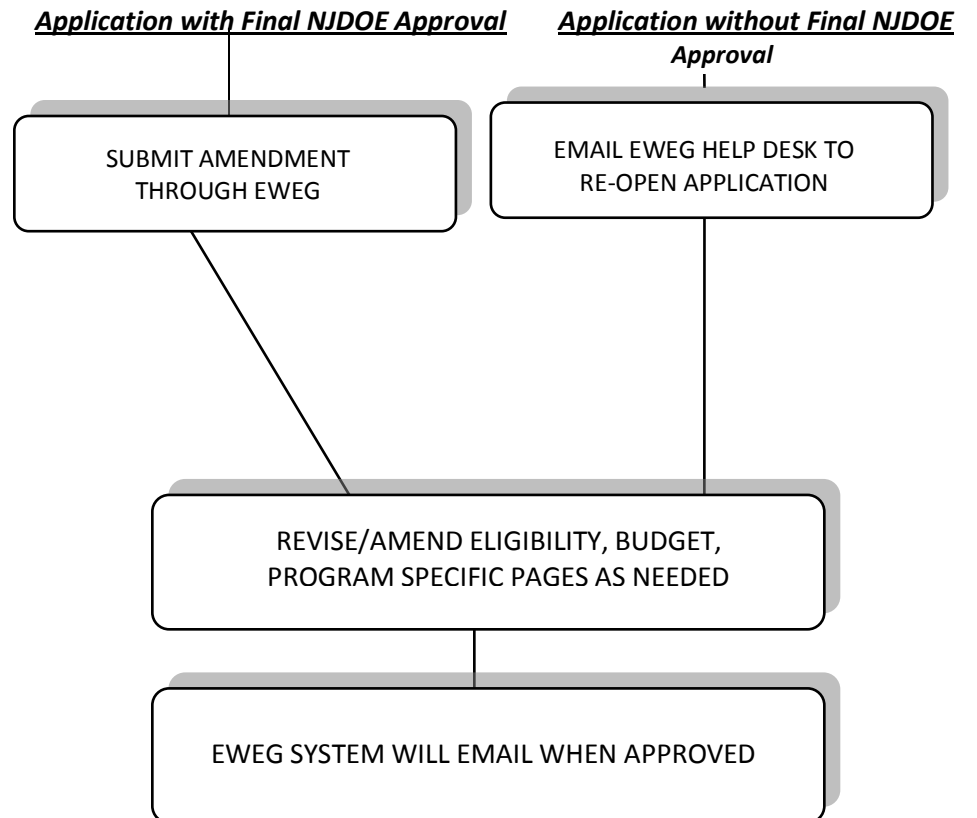 Application with Final NJDOE Approval
Application without Final NJDOE
Approval
SUBMIT AMENDMENT
THROUGH EWEG
EMAIL EWEG HELP DESK TO
RE-OPEN APPLICATION
REVISE/AMEND ELIGIBILITY, BUDGET,
PROGRAM SPECIFIC PAGES AS NEEDED
EWEG SYSTEM WILL EMAIL WHEN APPROVED